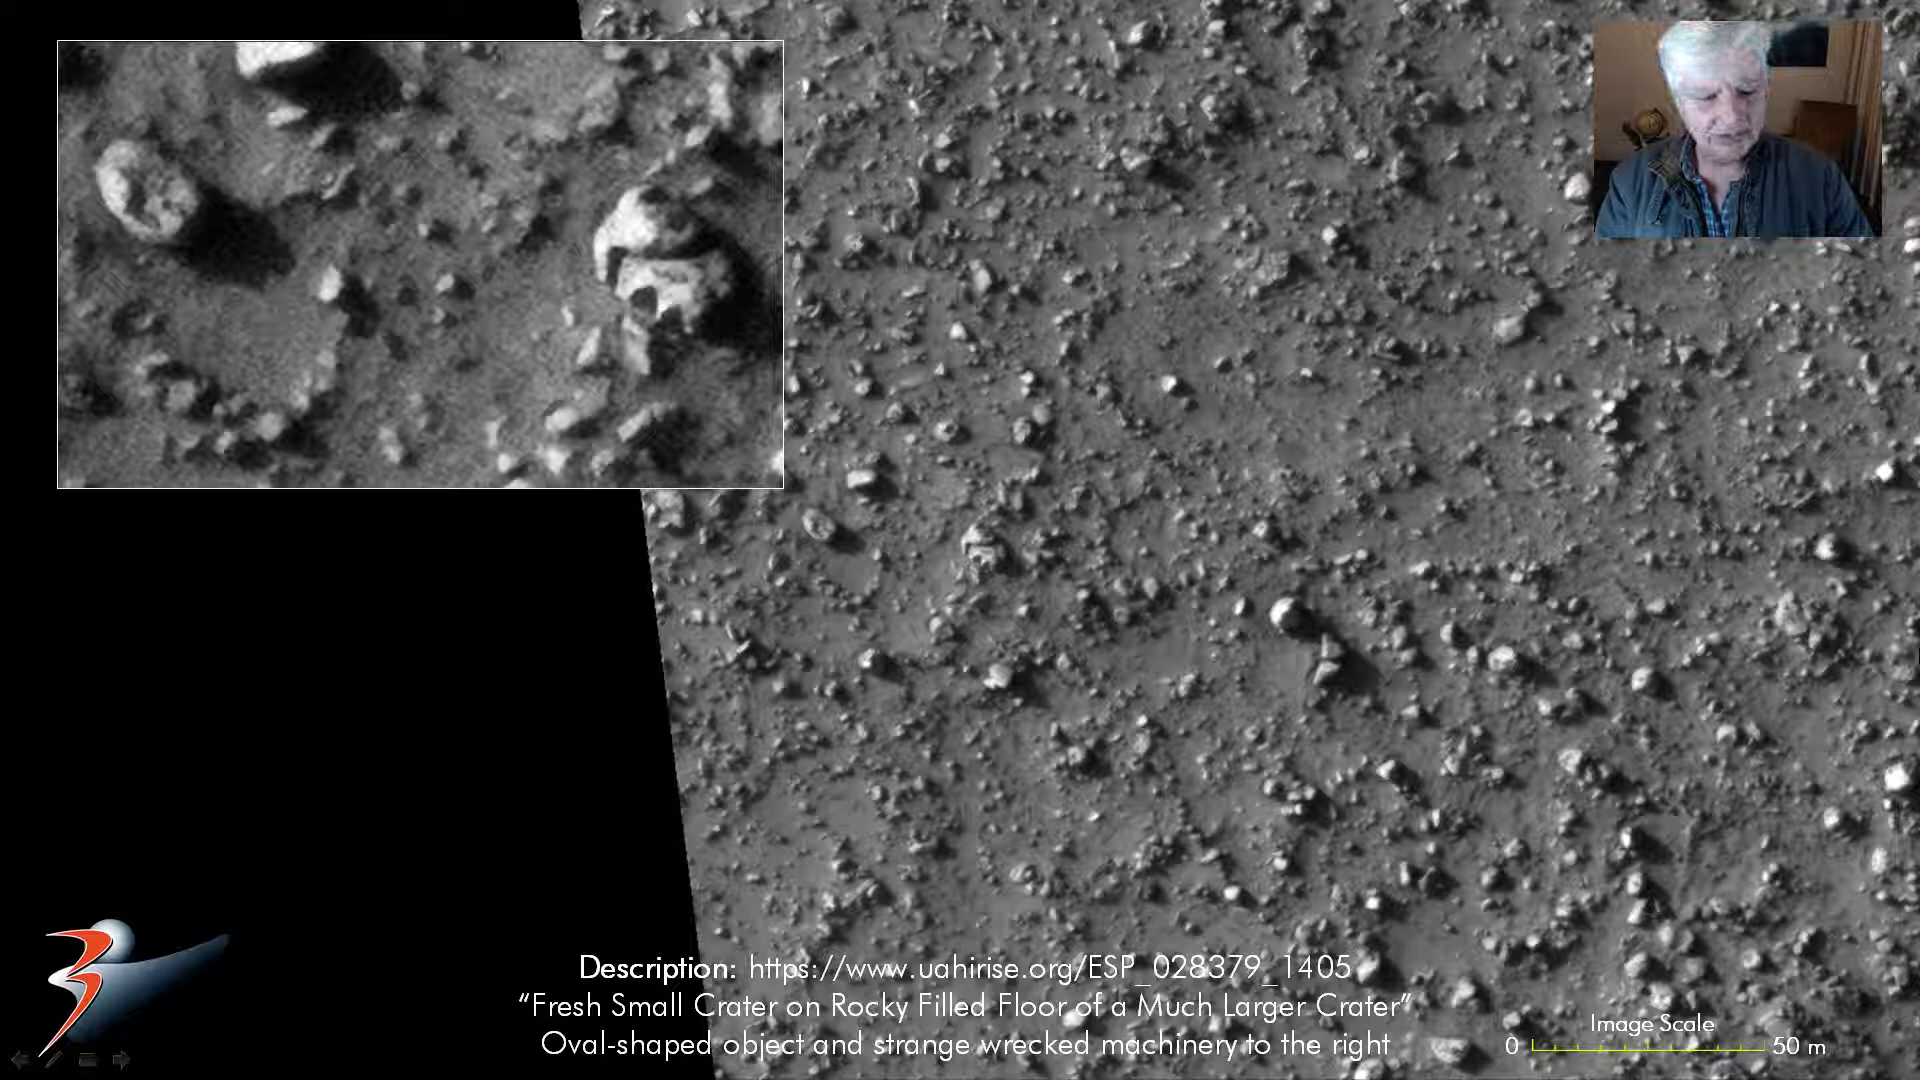 Description: https://www.uahirise.org/ESP_028379_1405
“Fresh Small Crater on Rocky Filled Floor of a Much Larger Crater”
Oval-shaped object and strange wrecked machinery to the right
Image Scale
0 50 m